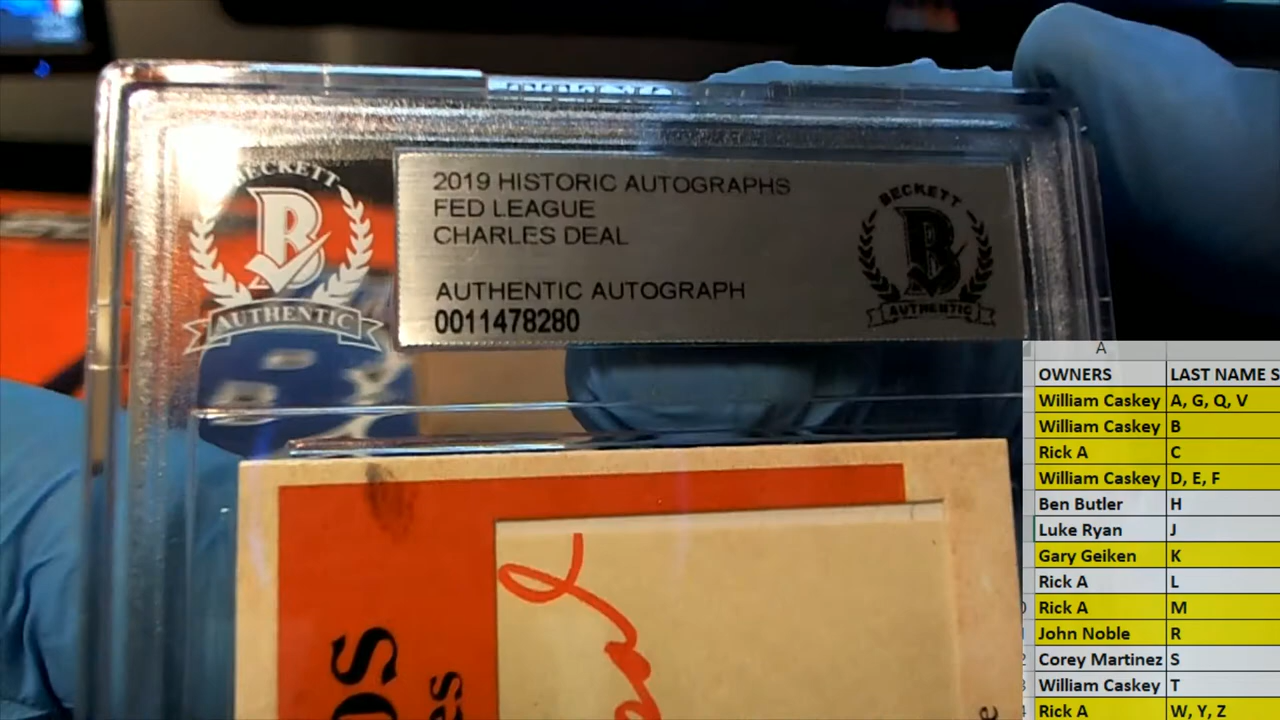 BECKETT
AUTHENTIC
2019 HISTORIC AUTOGRAPHS
FED LEAGUE
CHARLES DEAL
AUTHENTIC AUTOGRAPH
0011478280
BECKETT
AUTHENTIC
A
OWNERS LAST NAME S
William Caskey A, G, Q, V
William Caskey B
Rick A C
William Caskey D, E, F
Ben Butler H
Luke Ryan J
Gary Geiken K
Rick A L
Rick A M
John Noble R
Corey Martinez S
William Caskey T
Rick A W, Y, Z